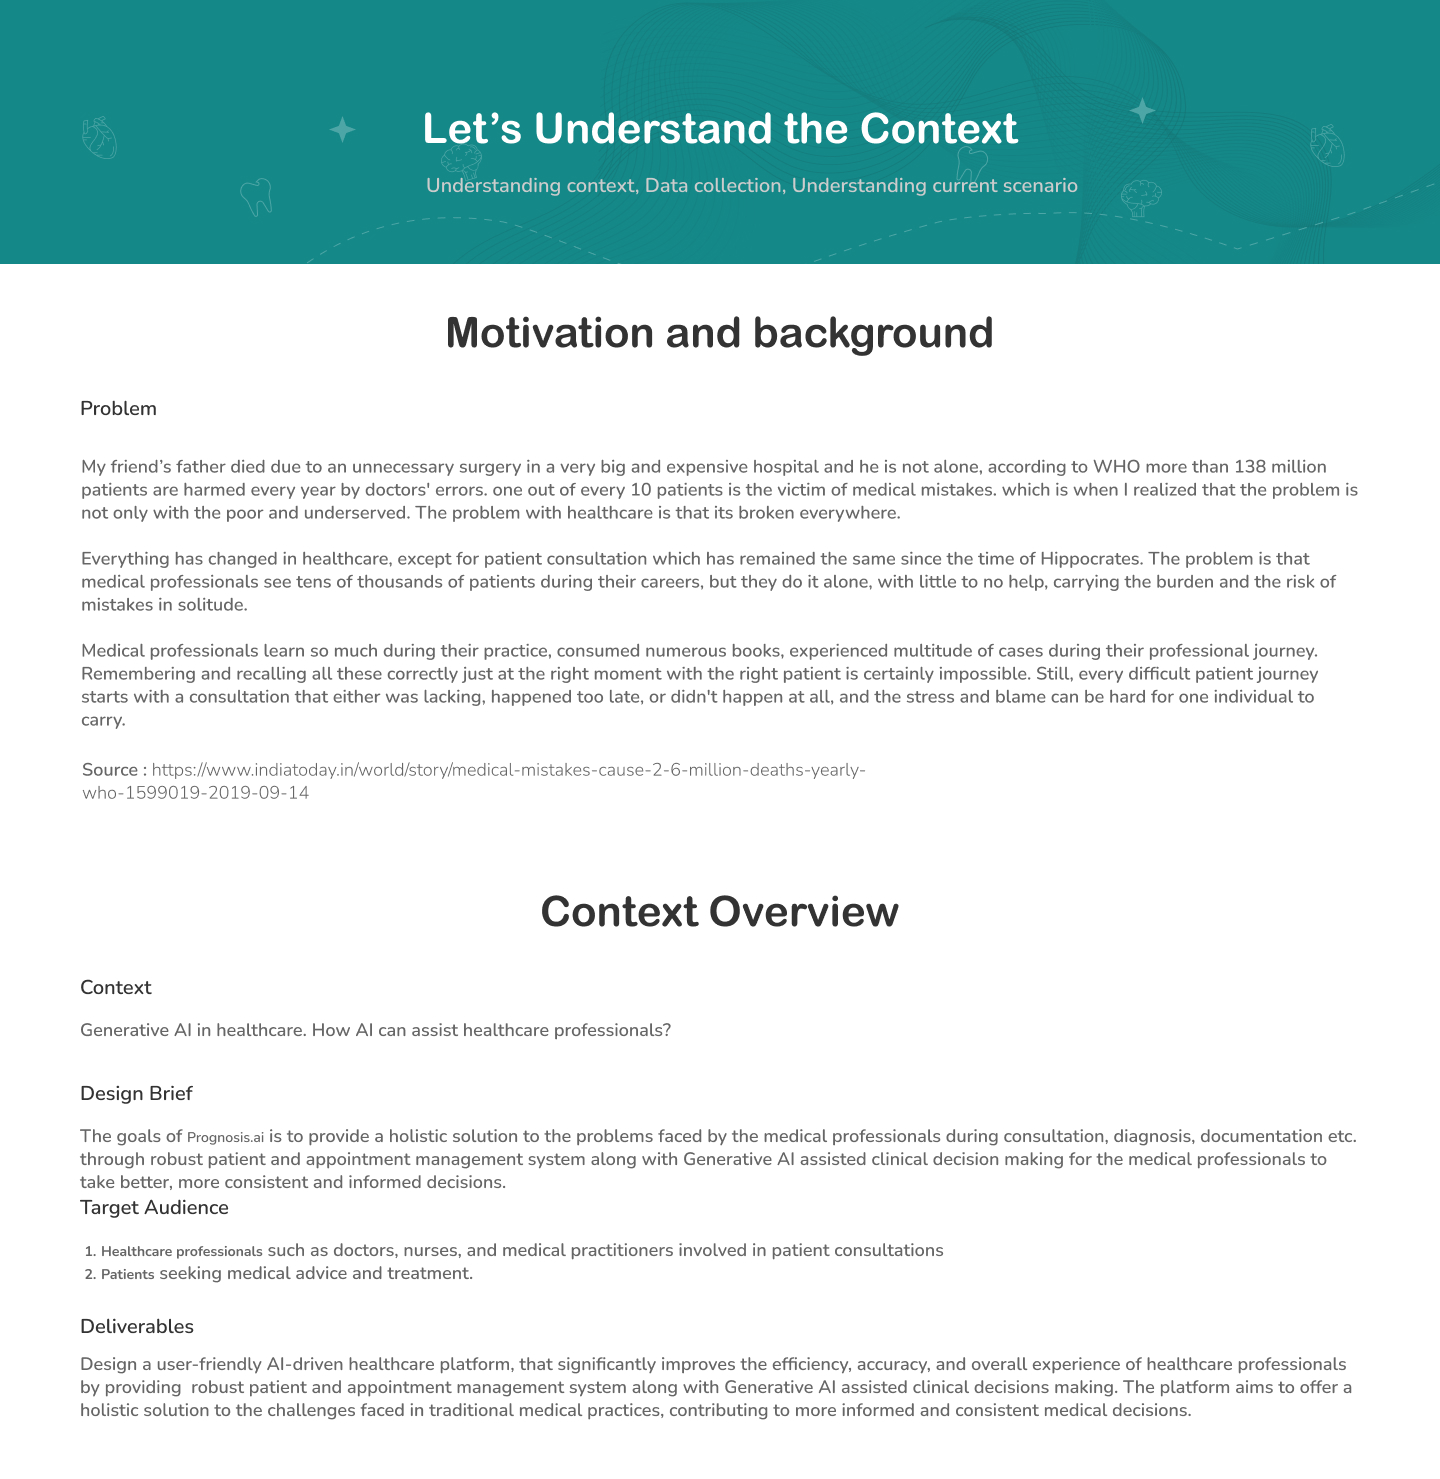 Let’s Understand the Context
Understanding context, Data collection, Understanding current scenario
Motivation and background
Problem
My friend’s father died due to an unnecessary surgery in a very big and expensive hospital and he is not alone, according to WHO more than 138 million
patients are harmed every year by doctors' errors. one out of every 10 patients is the victim of medical mistakes. which is when I realized that the problem is
not only with the poor and underserved. The problem with healthcare is that its broken everywhere.
Everything has changed in healthcare, except for patient consultation which has remained the same since the time of Hippocrates. The problem is that
medical professionals see tens of thousands of patients during their careers, but they do it alone, with little to no help, carrying the burden and the risk of
mistakes in solitude.
Medical professionals learn so much during their practice, consumed numerous books, experienced multitude of cases during their professional journey.
Remembering and recalling all these correctly just at the right moment with the right patient is certainly impossible. Still, every difficult patient journey
starts with a consultation that either was lacking, happened too late, or didn't happen at all, and the stress and blame can be hard for one individual to
carry.
Source : https://www.indiatoday.in/world/story/medical-mistakes-cause-2-6-million-deaths-yearly-
who-1599019-2019-09-14
Context Overview
Context
Generative AI in healthcare. How AI can assist healthcare professionals?
Design Brief
The goals of Prognosis.ai is to provide a holistic solution to the problems faced by the medical professionals during consultation, diagnosis, documentation etc.
through robust patient and appointment management system along with Generative AI assisted clinical decision making for the medical professionals to
take better, more consistent and informed decisions.
Target Audience
1. Healthcare professionals such as doctors, nurses, and medical practitioners involved in patient consultations
2. Patients seeking medical advice and treatment.
Deliverables
Design a user-friendly AI-driven healthcare platform, that significantly improves the efficiency, accuracy, and overall experience of healthcare professionals
by providing  robust patient and appointment management system along with Generative AI assisted clinical decisions making. The platform aims to offer a
holistic solution to the challenges faced in traditional medical practices, contributing to more informed and consistent medical decisions.